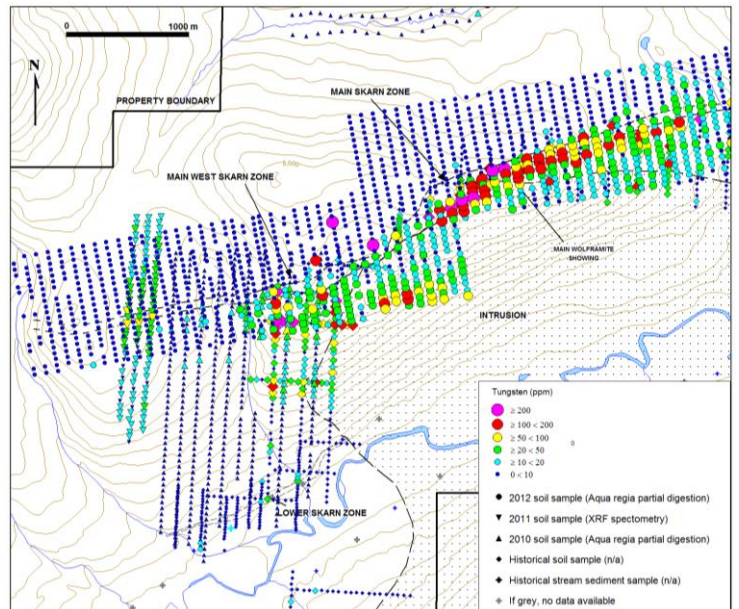 0 1000 m
N
PROPERTY BOUNDARY
MAIN SKARN ZONE
MAIN WEST SKARN ZONE
MAIN WOLFRAMITE
SHOWING
INTRUSION
LOWER SKARN ZONE
Tungsten (ppm)
≥ 200
≥ 100 < 200
≥ 50 < 100
≥ 20 < 50
≥ 10 < 20
0 < 10
2012 soil sample (Aqua regia partial digestion)
2011 soil sample (XRF spectometry)
2010 soil sample (Aqua regia partial digestion)
Historical soil sample (n/a)
Historical stream sediment sample (n/a)
If grey, no data available